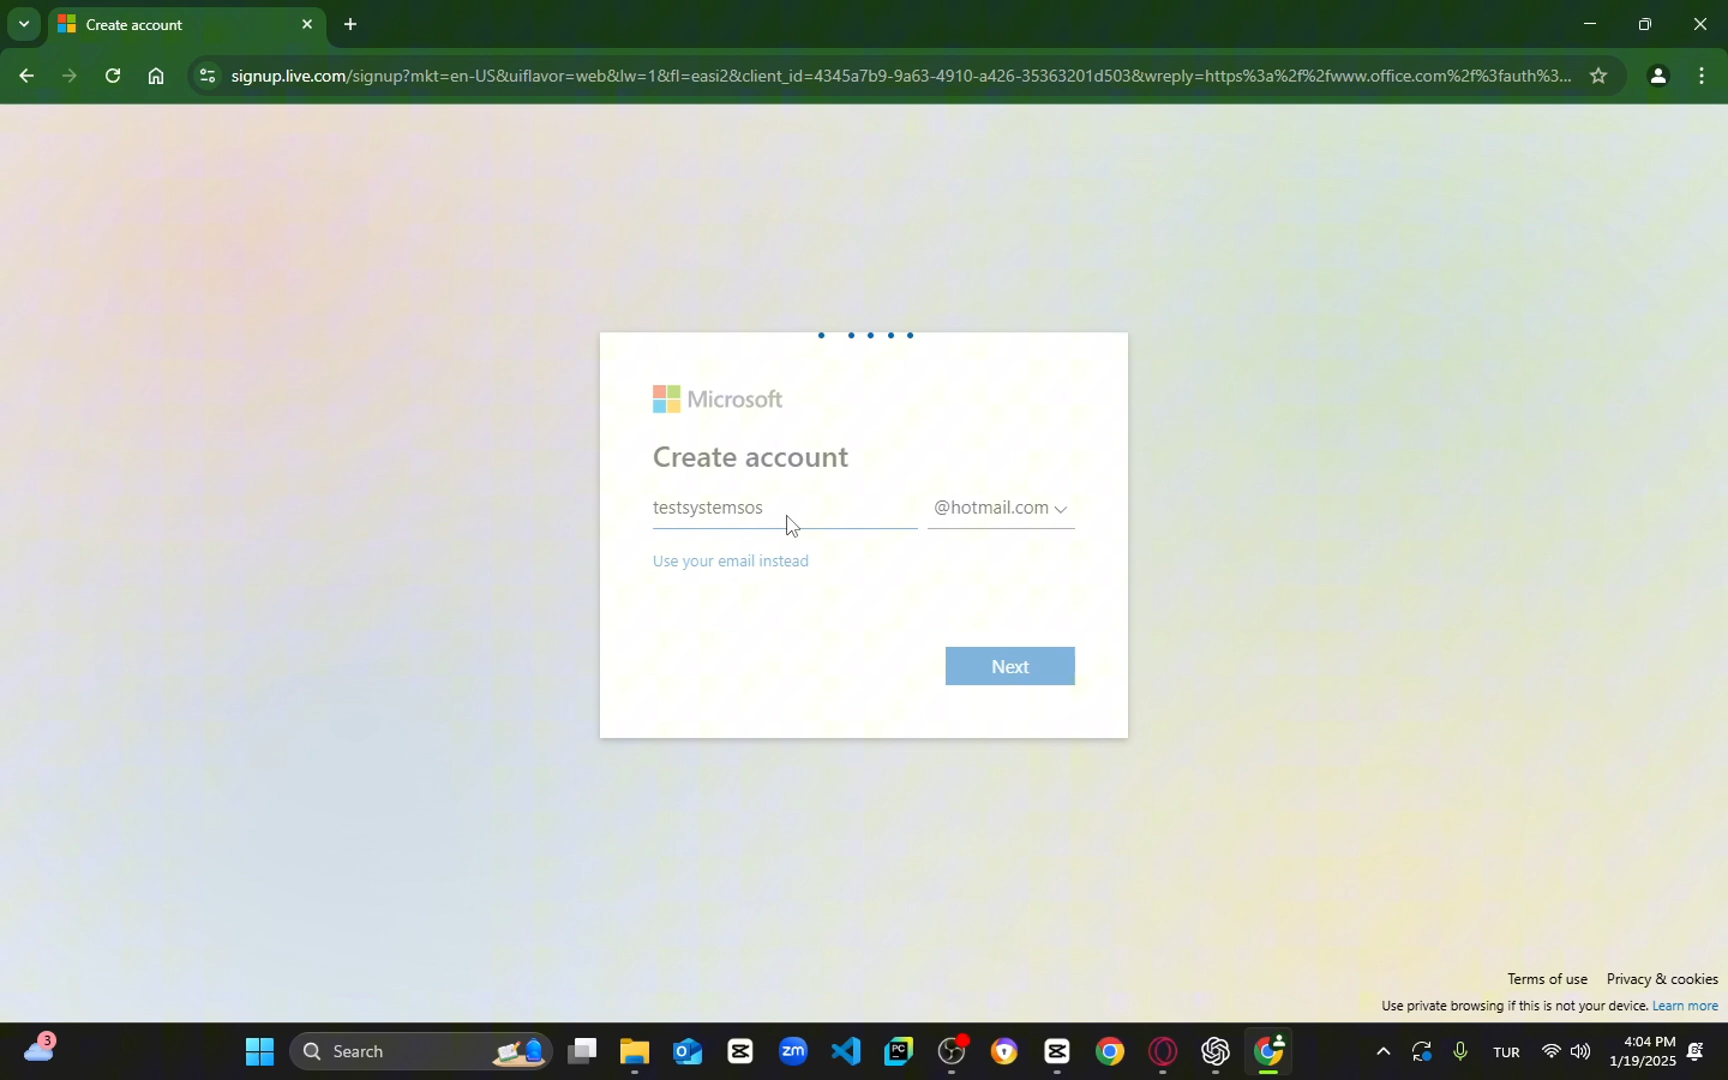 Create account
signup.live.com/signup?mkt=en-US&uiflavor=web&lw=1&fl=easi2&client_id=4345a7b9-9a63-4910-a426-35363201d503&wreply=https%3a%2f%2fwww.office.com%2f%3fauth%3...
Microsoft
Create account
testsystemsos @hotmail.com
Use your email instead
Next
Terms of use Privacy & cookies
Use private browsing if this is not your device. Learn more
3
Search
zm
PC
TUR
4:04 PM
1/19/2025